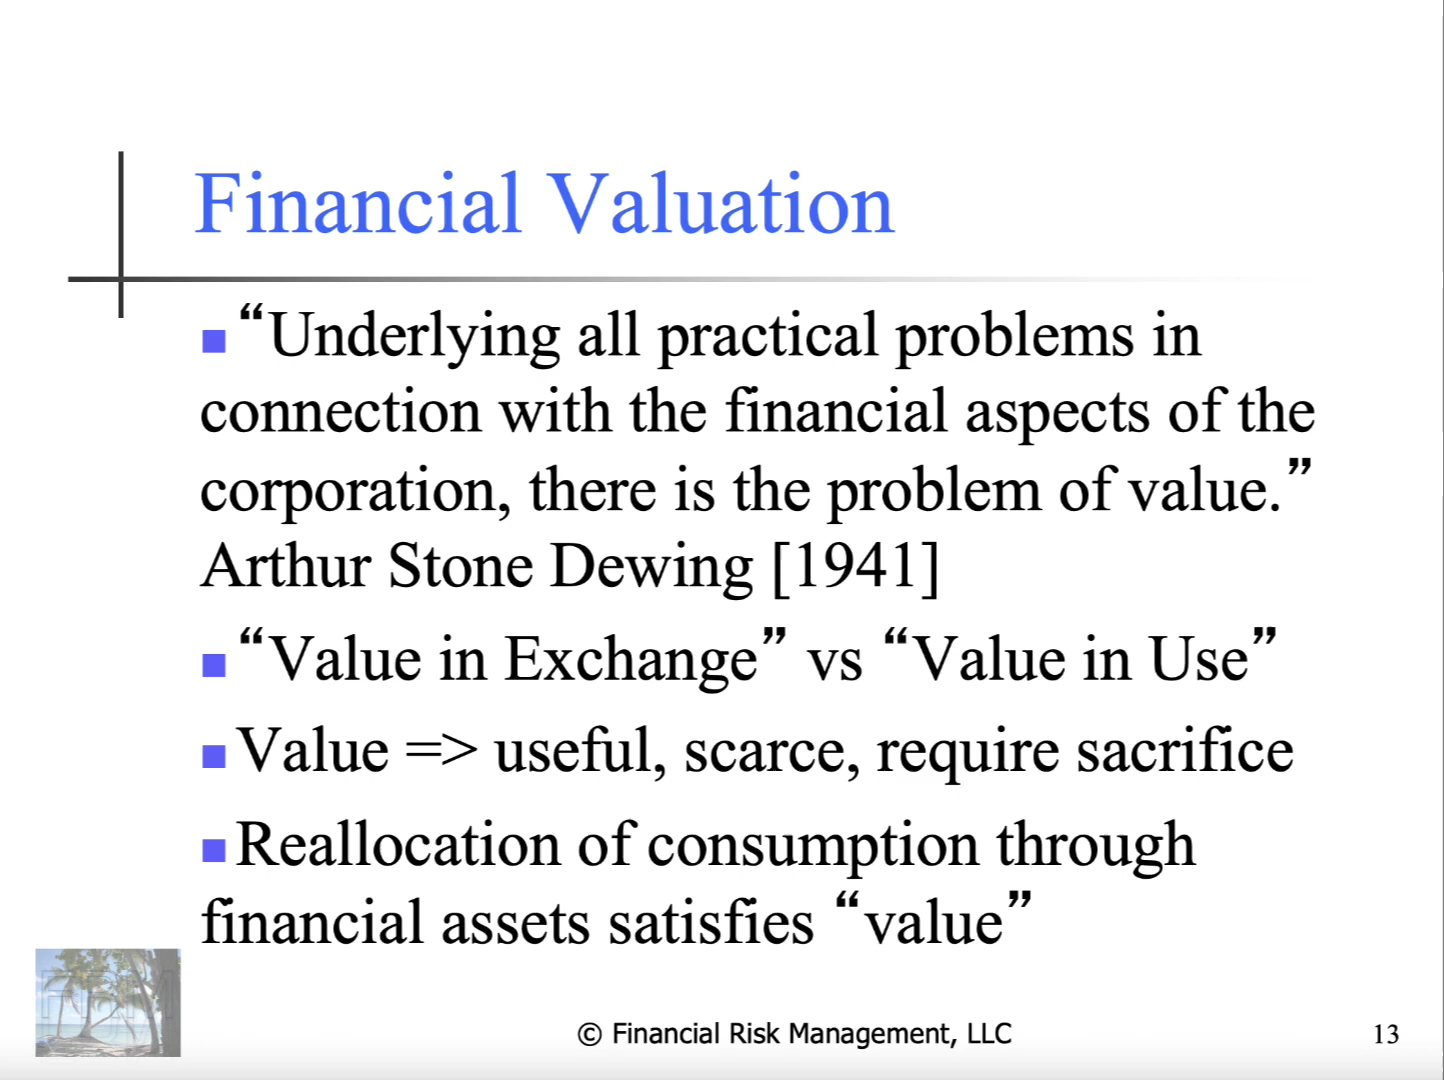 Financial Valuation
“Underlying all practical problems in
connection with the financial aspects of the
corporation, there is the problem of value.”
Arthur Stone Dewing [1941]
“Value in Exchange” vs “Value in Use”
Value => useful, scarce, require sacrifice
Reallocation of consumption through
financial assets satisfies “value”
© Financial Risk Management, LLC
13